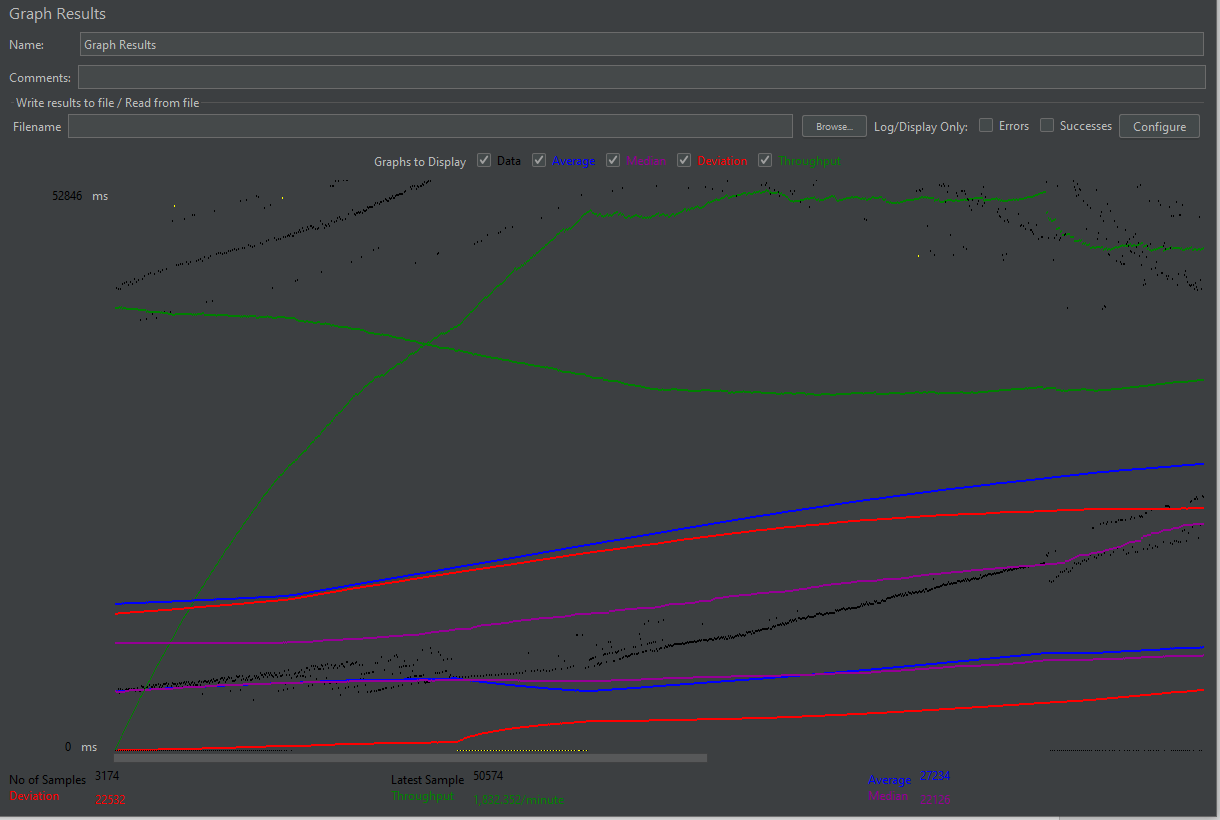 Graph Results
Name: Graph Results
Comments:
Write results to file / Read from file
Filename Browse... Log/Display Only: Errors Successes Configure
Graphs to Display Data Average Median Deviation Throughput
52846 ms
0 ms
No of Samples 3174 Latest Sample 50574 Average 27234
Deviation 22532 Throughput 1,832.352/minute Median